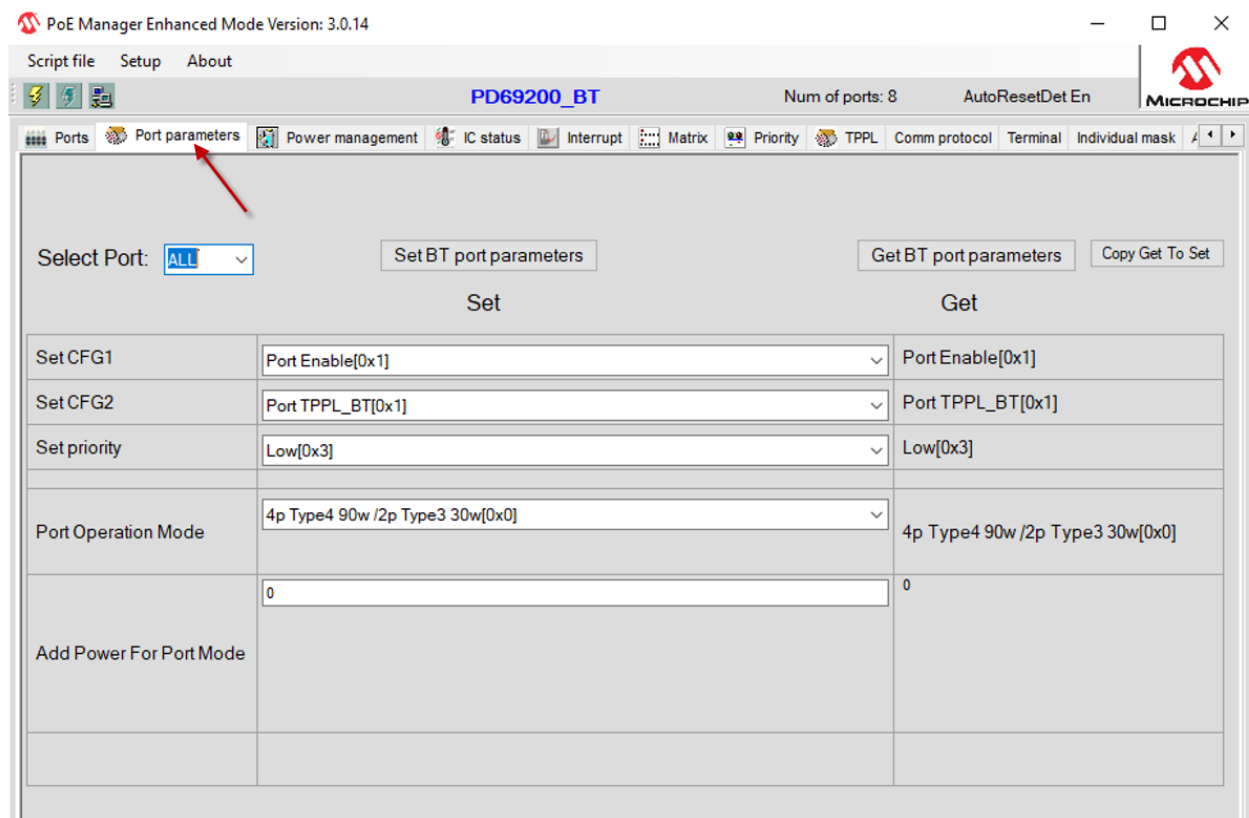 PoE Manager Enhanced Mode Version: 3.0.14
Script file Setup About
MICROCHIP
PD69200_BT Num of ports: 8 AutoResetDet En
Ports Port parameters Power management IC status Interrupt Matrix Priority TPPL Comm protocol Terminal Individual mask
Select Port: ALL Set BT port parameters Get BT port parameters Copy Get To Set
Set Get
Set CFG1 Port Enable[0x1] Port Enable[0x1]
Set CFG2 Port TPPL_BT[0x1] Port TPPL_BT[0x1]
Set priority Low[0x3] Low[0x3]
Port Operation Mode 4p Type4 90w /2p Type3 30w[0x0] 4p Type4 90w /2p Type3 30w[0x0]
Add Power For Port Mode 0 0